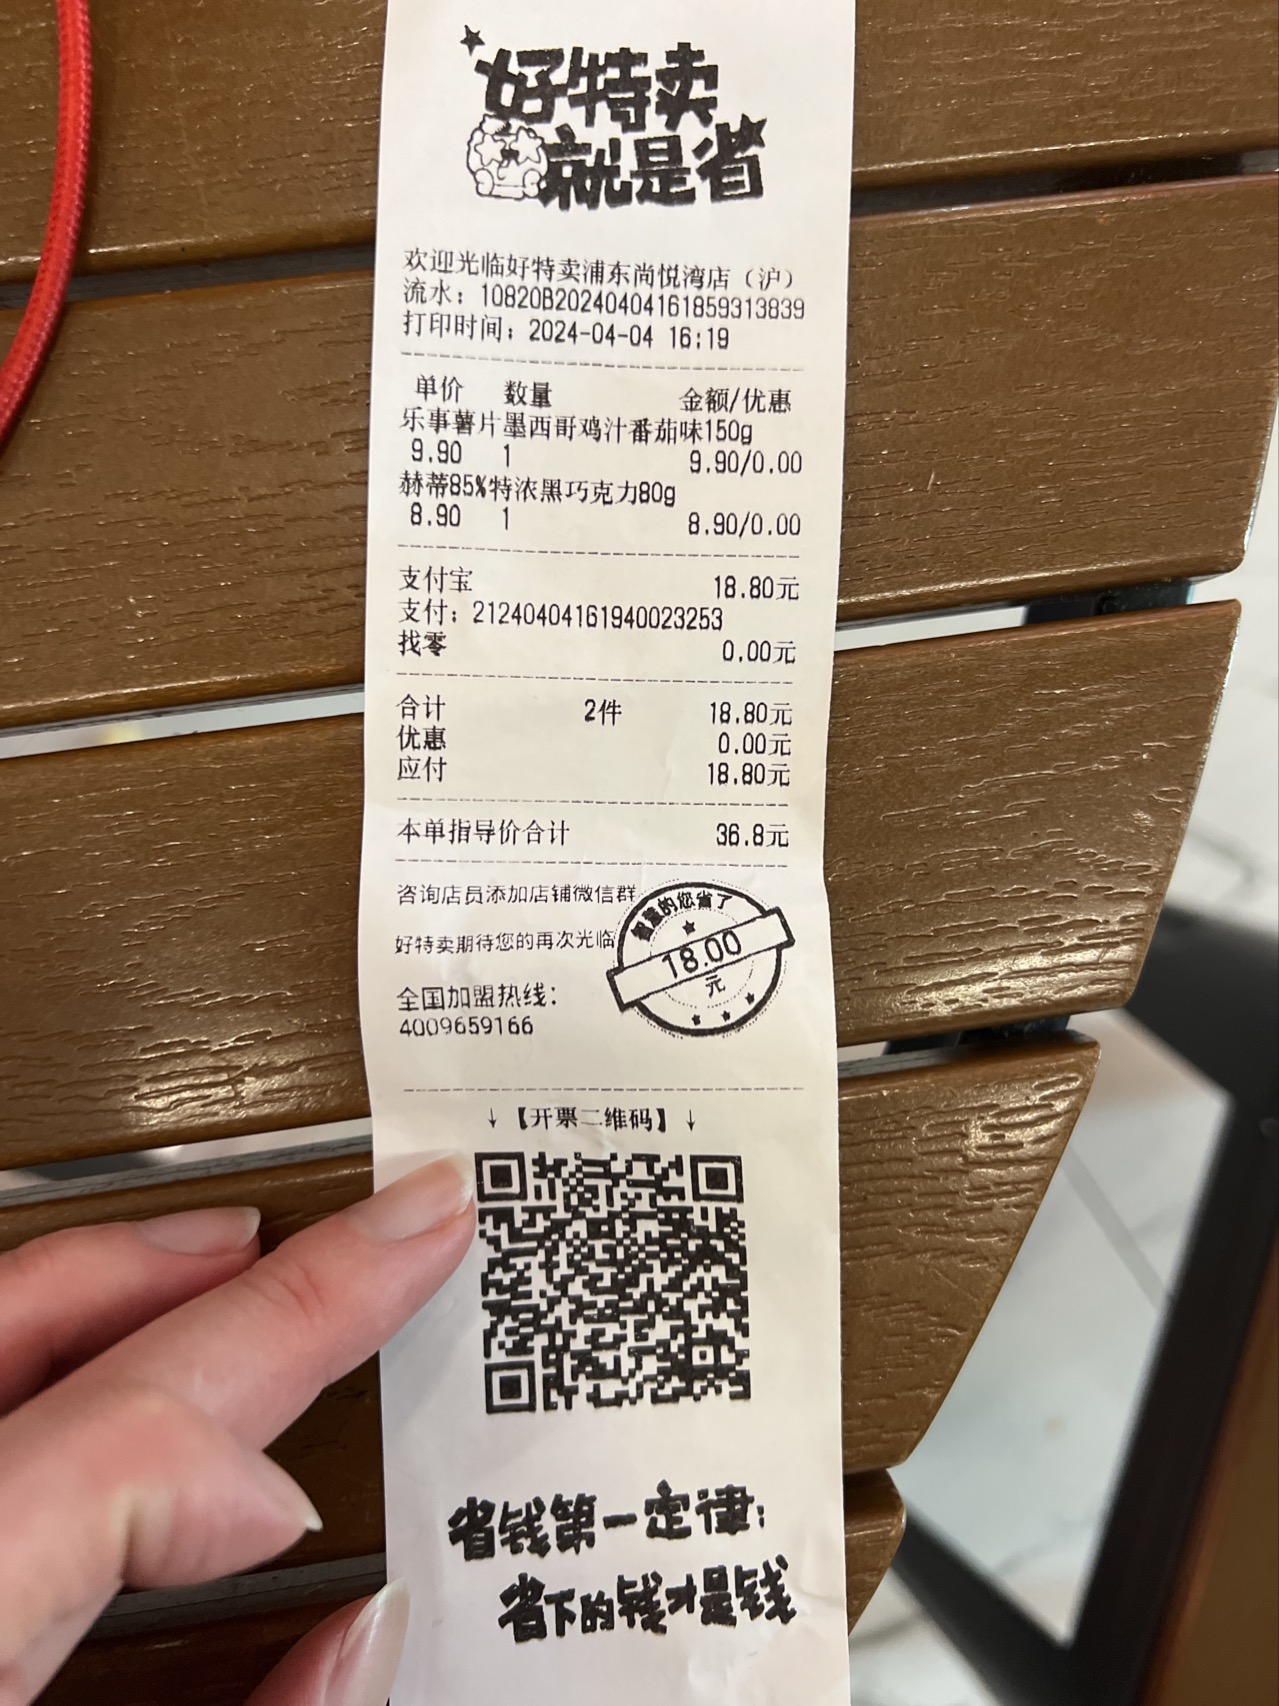 好特卖
就是省
欢迎光临好特卖浦东尚悦湾店（沪）
流水：10820B2024040416185931 3839
打印时间：2024-04-04 16:19
单价 数量 金额/优惠
乐事薯片墨西哥鸡汁番茄味150g
9.90 1 9.90/0.00
赫蒂85%特浓黑巧克力80g
8.90 1 8.90/0.00
支付宝 18.80元
支付：21240404161940023253
找零 0.00元
合计 2件 18.80元
优惠 0.00元
应付 18.80元
本单指导价合计 36.8元
咨询店员添加店铺微信群
好特卖期待您的再次光临
智慧的您省了
18.00
元
全国加盟热线：
4009659166
↓【开票二维码】↓
省钱第一定律：
省下的钱才是钱